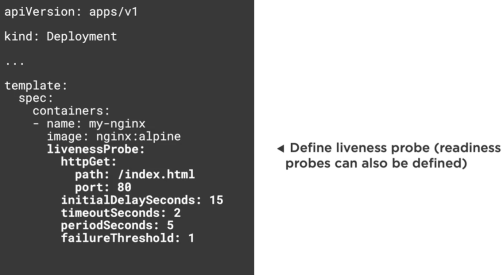 apiVersion: apps/v1
kind: Deployment
...
template:
  spec:
    containers:
    - name: my-nginx
      image: nginx:alpine
      livenessProbe:
        httpGet:
          path: /index.html
          port: 80
        initialDelaySeconds: 15
        timeoutSeconds: 2
        periodSeconds: 5
        failureThreshold: 1
◀ Define liveness probe (readiness
probes can also be defined)